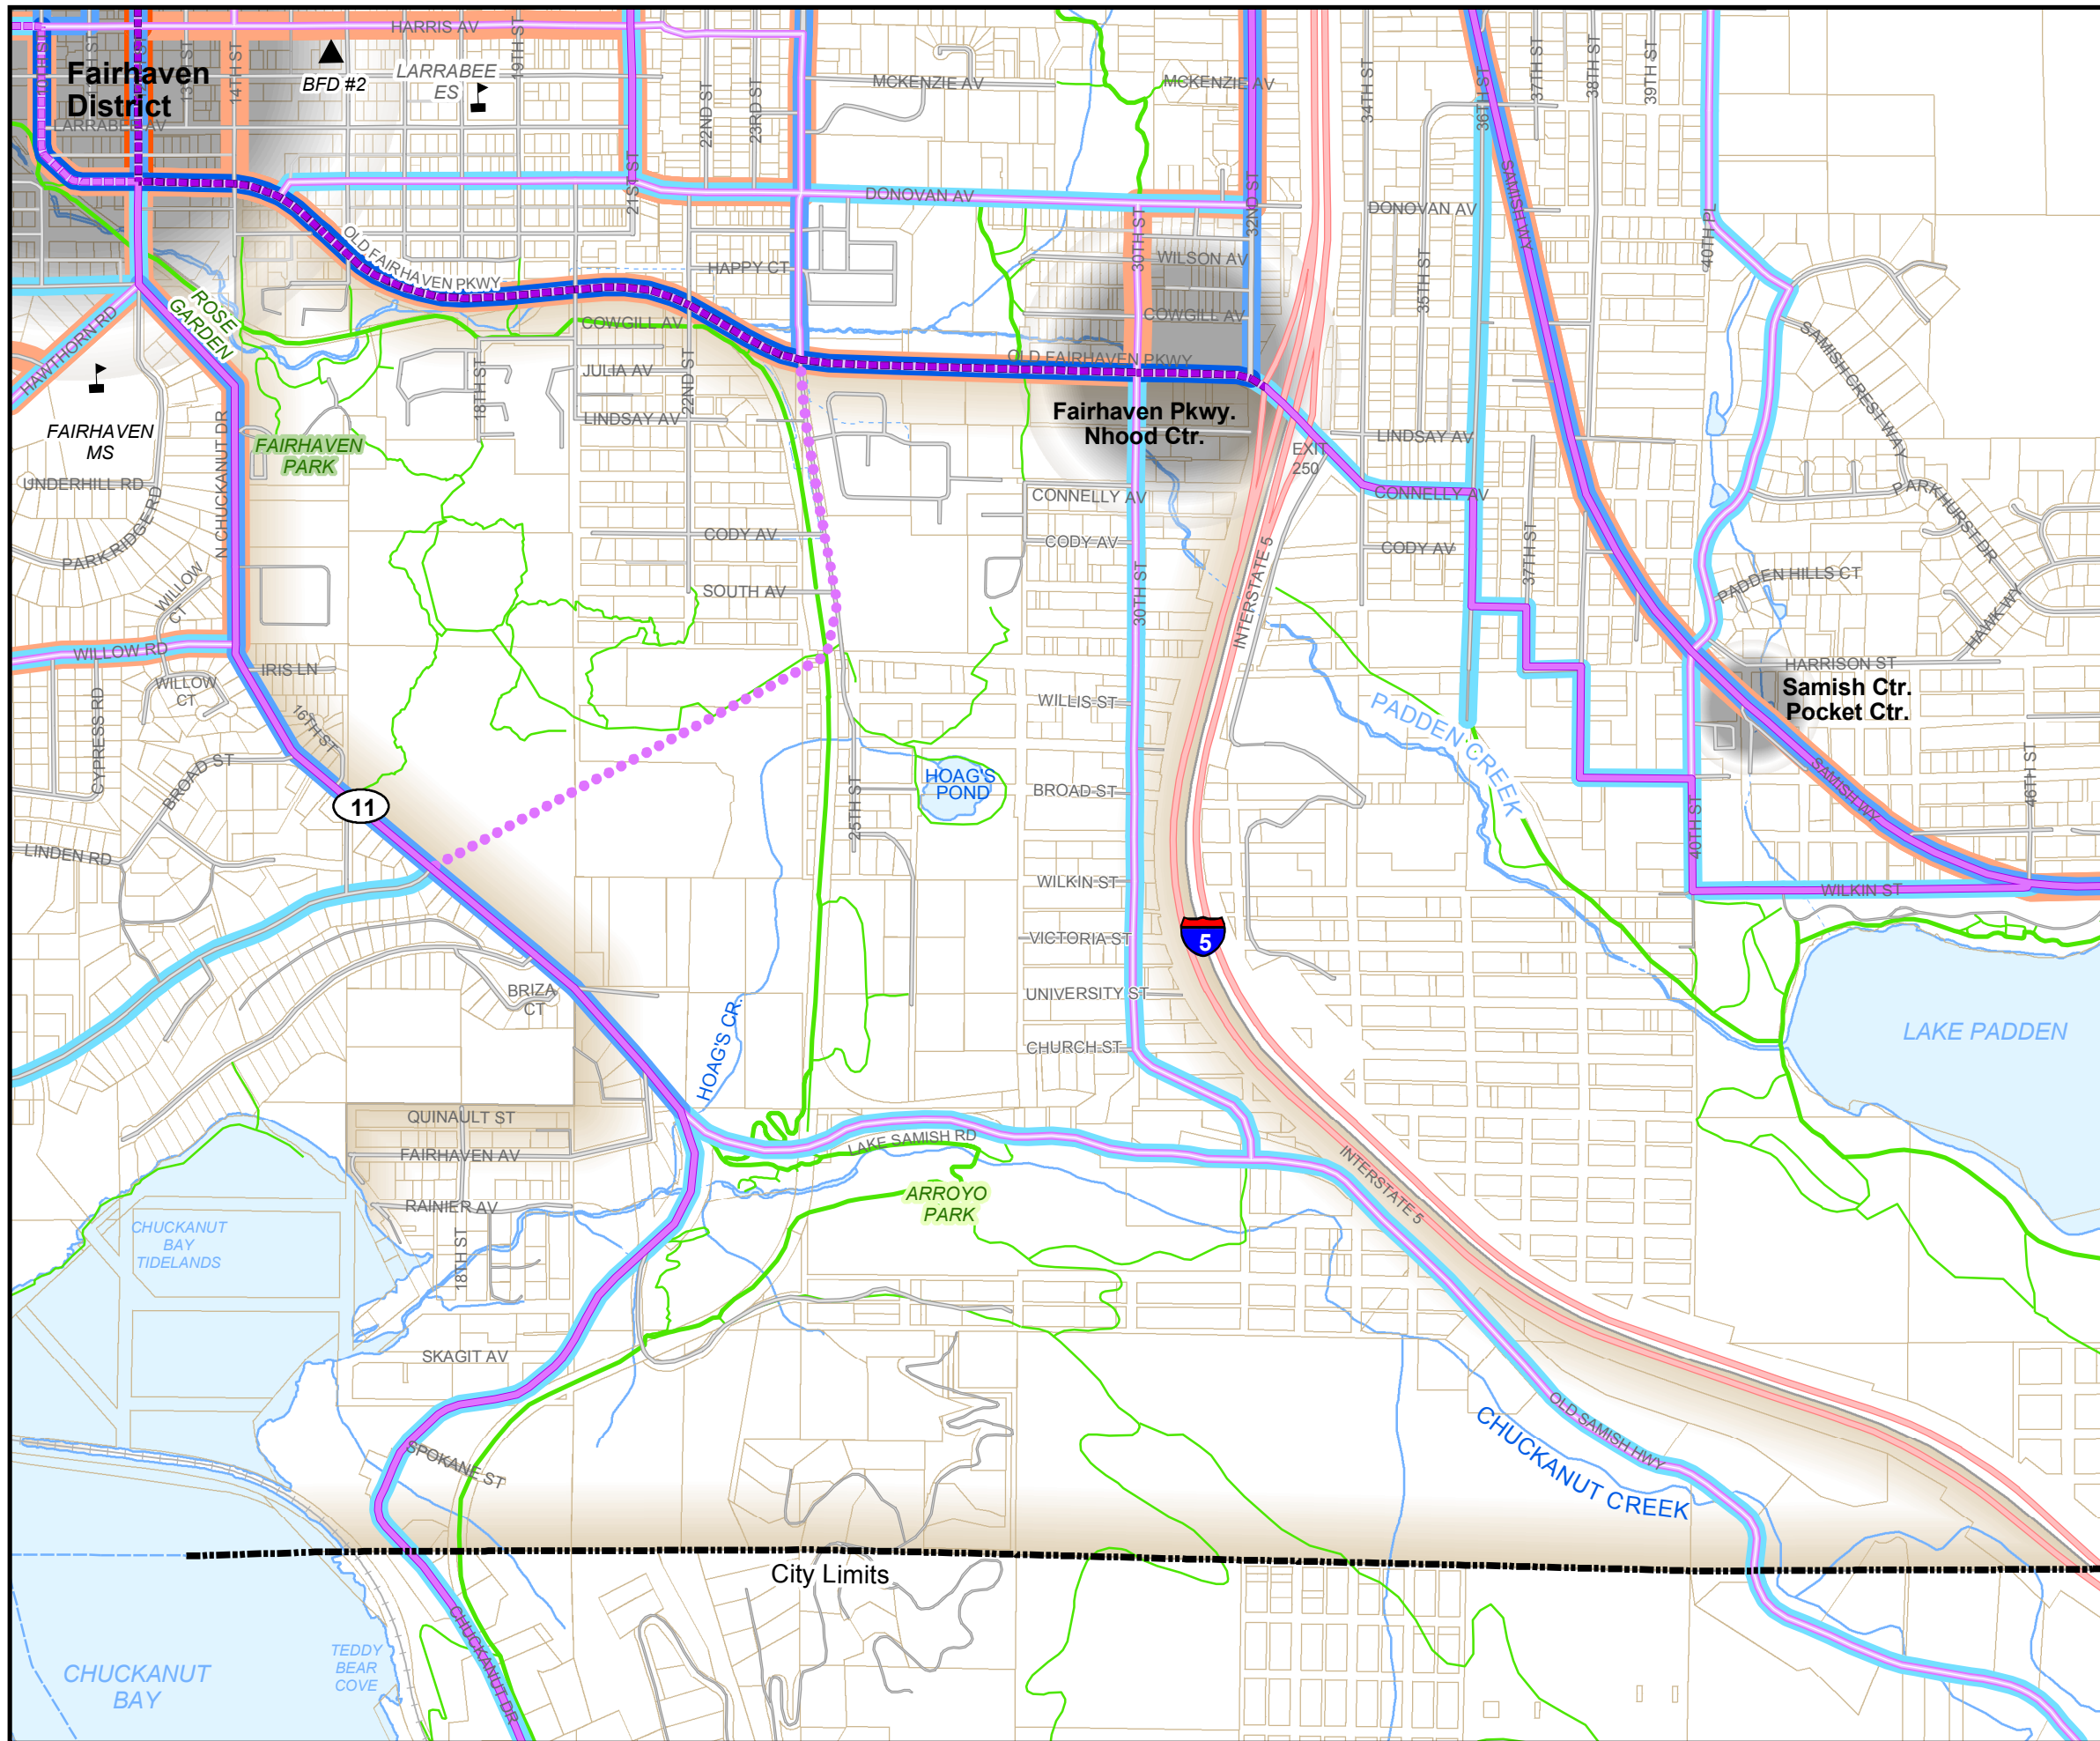 HARRIS AV
19TH ST
Fairhaven
District
13TH ST
14TH ST
BFD #2
LARRABEE
ES
LARRABEE AV
22ND ST
23RD ST
21ST ST
MCKENZIE AV
MCKENZIE AV
34TH ST
36TH ST
37TH ST
38TH ST
39TH ST
DONOVAN AV
30TH ST
32ND ST
DONOVAN AV
SAMISH WY
40TH PL
OLD FAIRHAVEN PKWY
HAPPY CT
WILSON AV
35TH ST
ROSE
GARDEN
HAWTHORN RD
COWGILL AV
COWGILL AV
SAMISH CREST WAY
JULIA AV
22ND ST
18TH ST
OLD FAIRHAVEN PKWY
FAIRHAVEN
MS
N CHUCKANUT DR
FAIRHAVEN
PARK
LINDSAY AV
Fairhaven Pkwy.
Nhood Ctr.
EXIT
250
LINDSAY AV
UNDERHILL RD
PARK RIDGE RD
CONNELLY AV
CONNELLY AV
PARKHURST DR
CODY AV
CODY AV
CODY AV
37TH ST
INTERSTATE 5
30TH ST
SOUTH AV
WILLOW
CT
PADDEN HILLS CT
HAWK WY
WILLOW RD
IRIS LN
WILLOW
CT
16TH ST
CYPRESS RD
BROAD ST
WILLIS ST
HARRISON ST
Samish Ctr.
Pocket Ctr.
PADDEN CREEK
SAMISH WY
46TH ST
11
HOAG'S
POND
BROAD ST
25TH ST
40TH ST
LINDEN RD
WILKIN ST
WILKIN ST
5
VICTORIA ST
BRIZA
CT
UNIVERSITY ST
HOAG'S CR.
CHURCH ST
LAKE PADDEN
QUINAULT ST
FAIRHAVEN AV
LAKE SAMISH RD
INTERSTATE 5
ARROYO
PARK
RAINIER AV
CHUCKANUT
BAY
TIDELANDS
18TH ST
SKAGIT AV
OLD SAMISH HWY
CHUCKANUT CREEK
SPOKANE ST
City Limits
CHUCKANUT DR
CHUCKANUT
BAY
TEDDY
BEAR
COVE